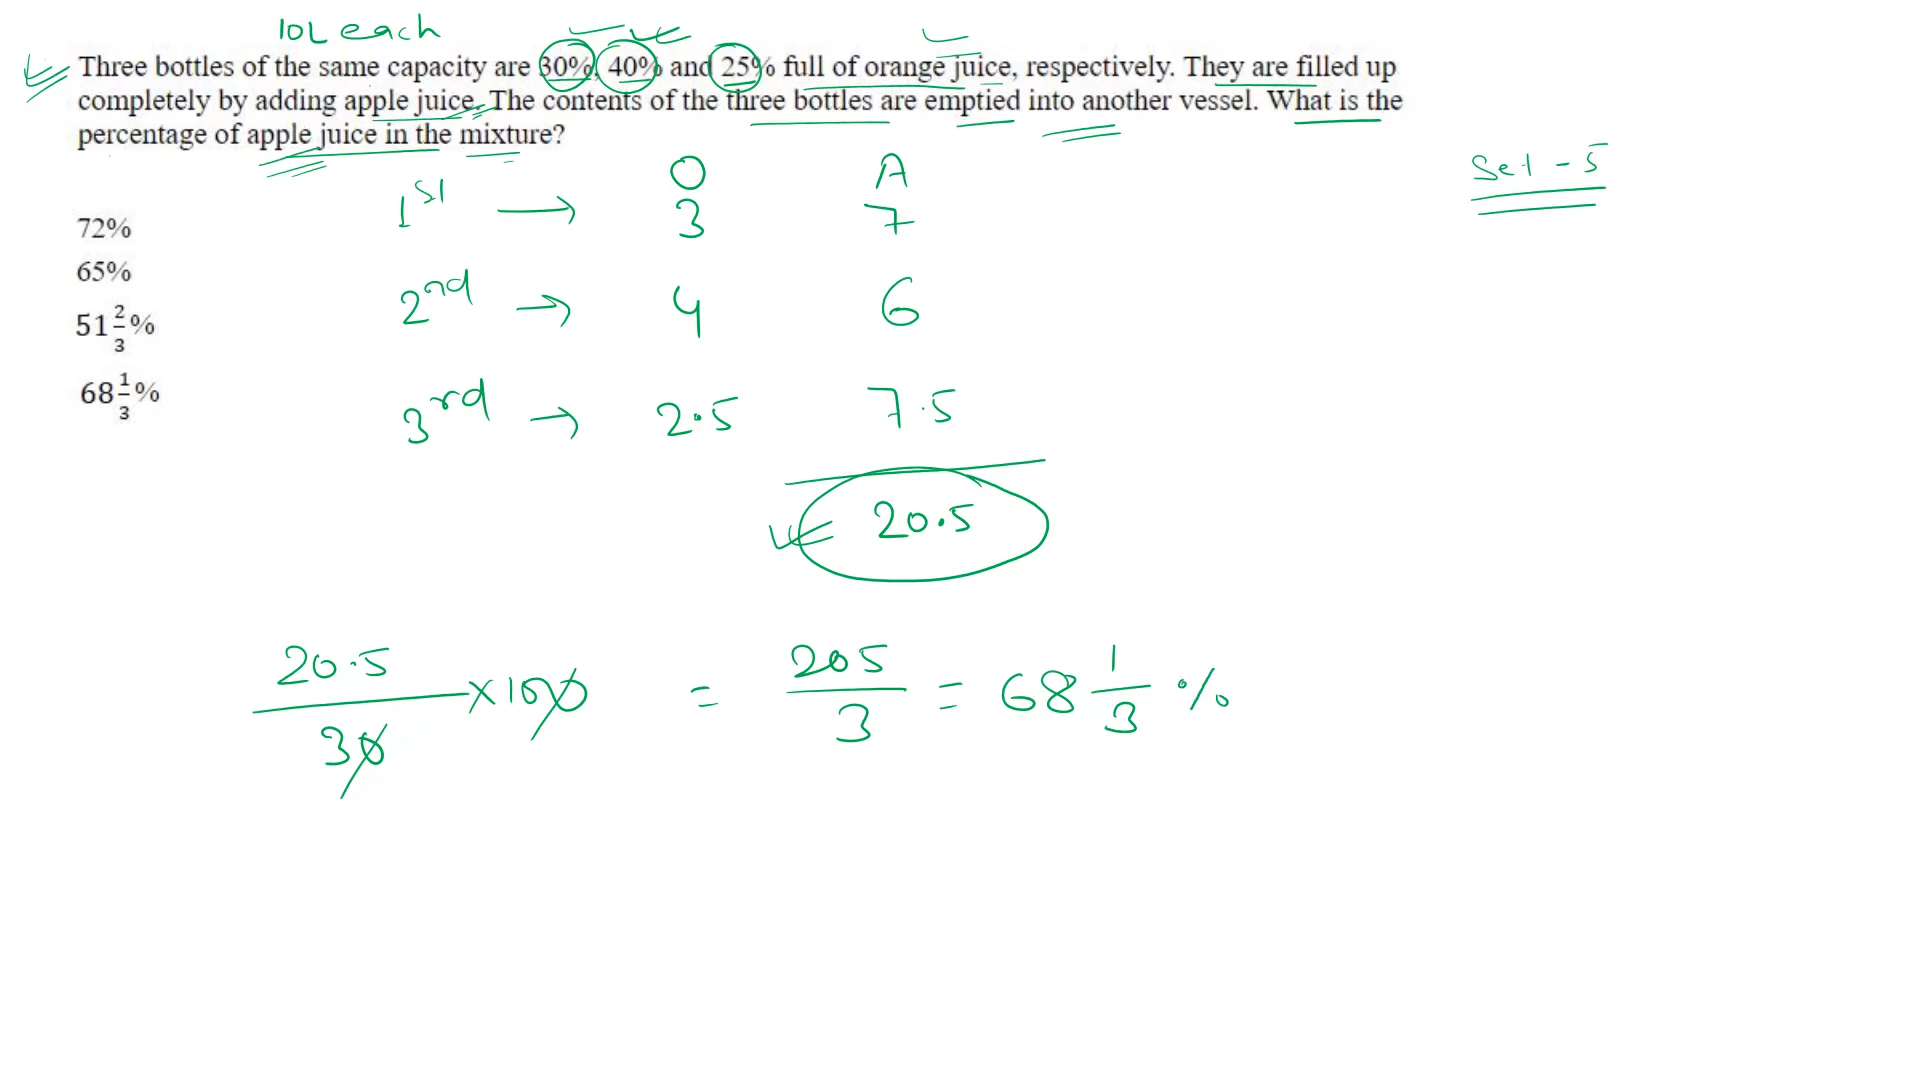 10L each
Three bottles of the same capacity are 30%, 40% and 25% full of orange juice, respectively. They are filled up
completely by adding apple juice. The contents of the three bottles are emptied into another vessel. What is the
percentage of apple juice in the mixture?
Set - 5
O A
1st → 3 7
2nd → 4 6
3rd → 2.5 7.5
20.5
72%
65%
51 2/3 %
68 1/3 %
20.5/30 × 100 = 205/3 = 68 1/3 %